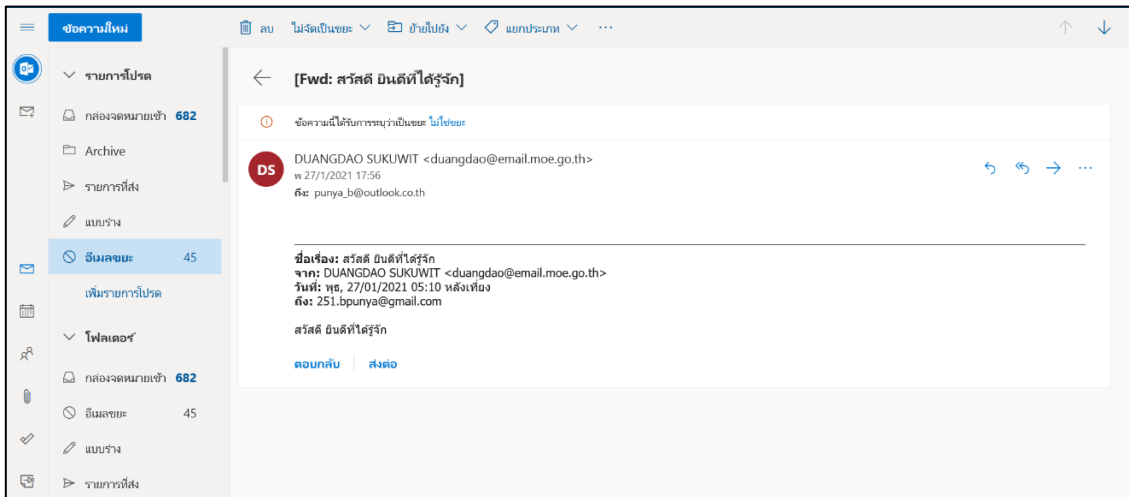 ข้อความใหม่
ลบ ไม่จัดเป็นขยะ ย้ายไปยัง แยกประเภท ...
รายการโปรด
กล่องจดหมายเข้า 682
Archive
รายการที่ส่ง
แบบร่าง
อีเมลขยะ 45
เพิ่มรายการโปรด
โฟลเดอร์
กล่องจดหมายเข้า 682
อีเมลขยะ 45
แบบร่าง
รายการที่ส่ง
[Fwd: สวัสดี ยินดีที่ได้รู้จัก]
ข้อความนี้ได้รับการระบุว่าเป็นขยะ ไม่ใช่ขยะ
DS
DUANGDAO SUKUWIT <duangdao@email.moe.go.th>
พ 27/1/2021 17:56
ถึง: punya_b@outlook.co.th
ชื่อเรื่อง: สวัสดี ยินดีที่ได้รู้จัก
จาก: DUANGDAO SUKUWIT <duangdao@email.moe.go.th>
วันที่: พุธ, 27/01/2021 05:10 หลังเที่ยง
ถึง: 251.bpunya@gmail.com
สวัสดี ยินดีที่ได้รู้จัก
ตอบกลับ ส่งต่อ